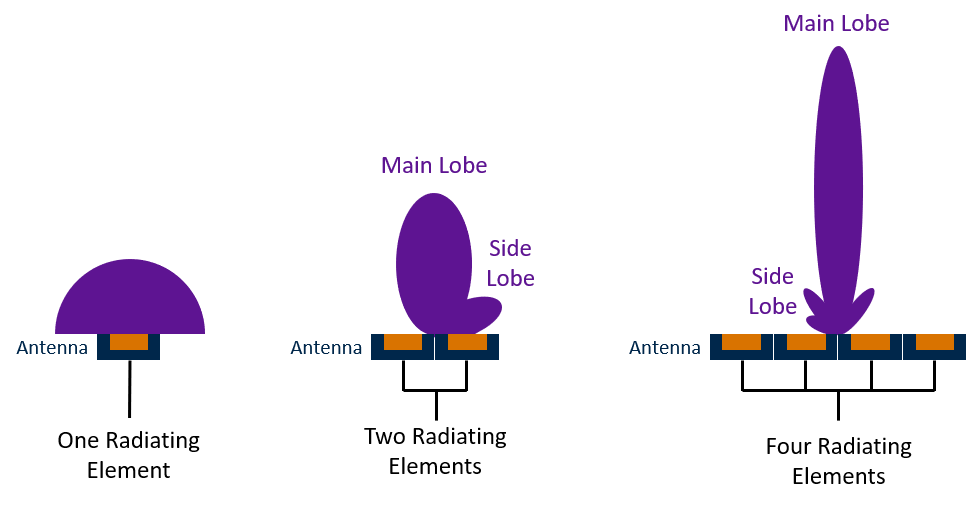 Main Lobe
Main Lobe
Side
Lobe
Side
Lobe
Antenna
Antenna
Antenna
One Radiating
Element
Two Radiating
Elements
Four Radiating
Elements